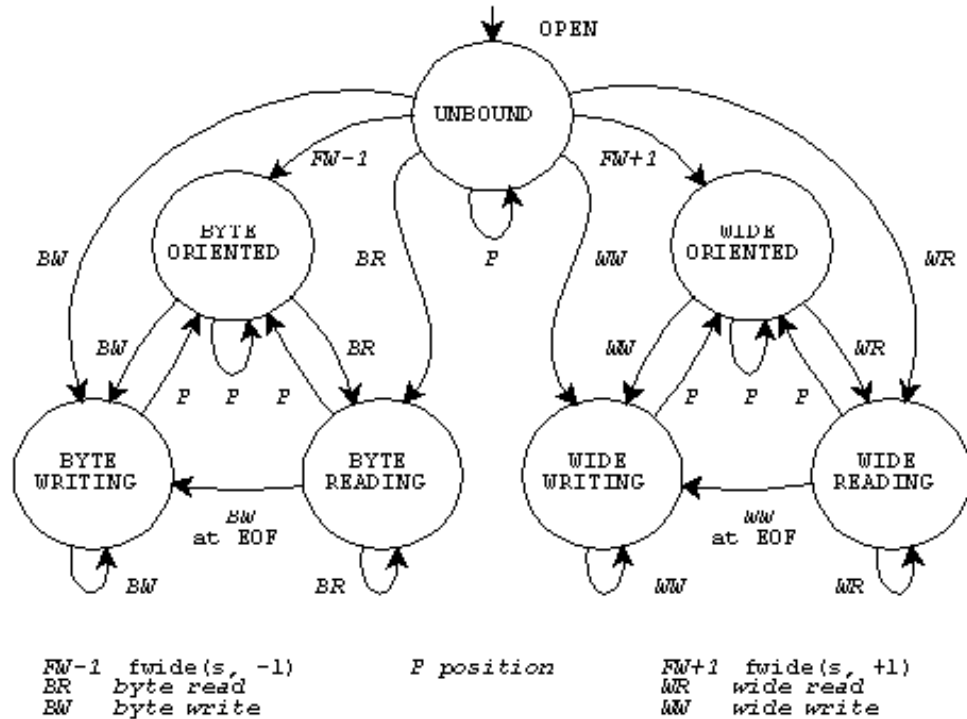 OPEN
UNBOUND
FW-1
FW+1
BYTE
ORIENTED
WIDE
ORIENTED
BW
BR
P
WW
WR
BW
BR
WW
WR
P
P
P
P
P
P
BYTE
WRITING
BYTE
READING
WIDE
WRITING
WIDE
READING
BW
at EOF
WW
at EOF
BW
BR
WW
WR
FW-1 fwide(s, -1)
P position
FW+1 fwide(s, +1)
BR byte read
WR wide read
BW byte write
WW wide write